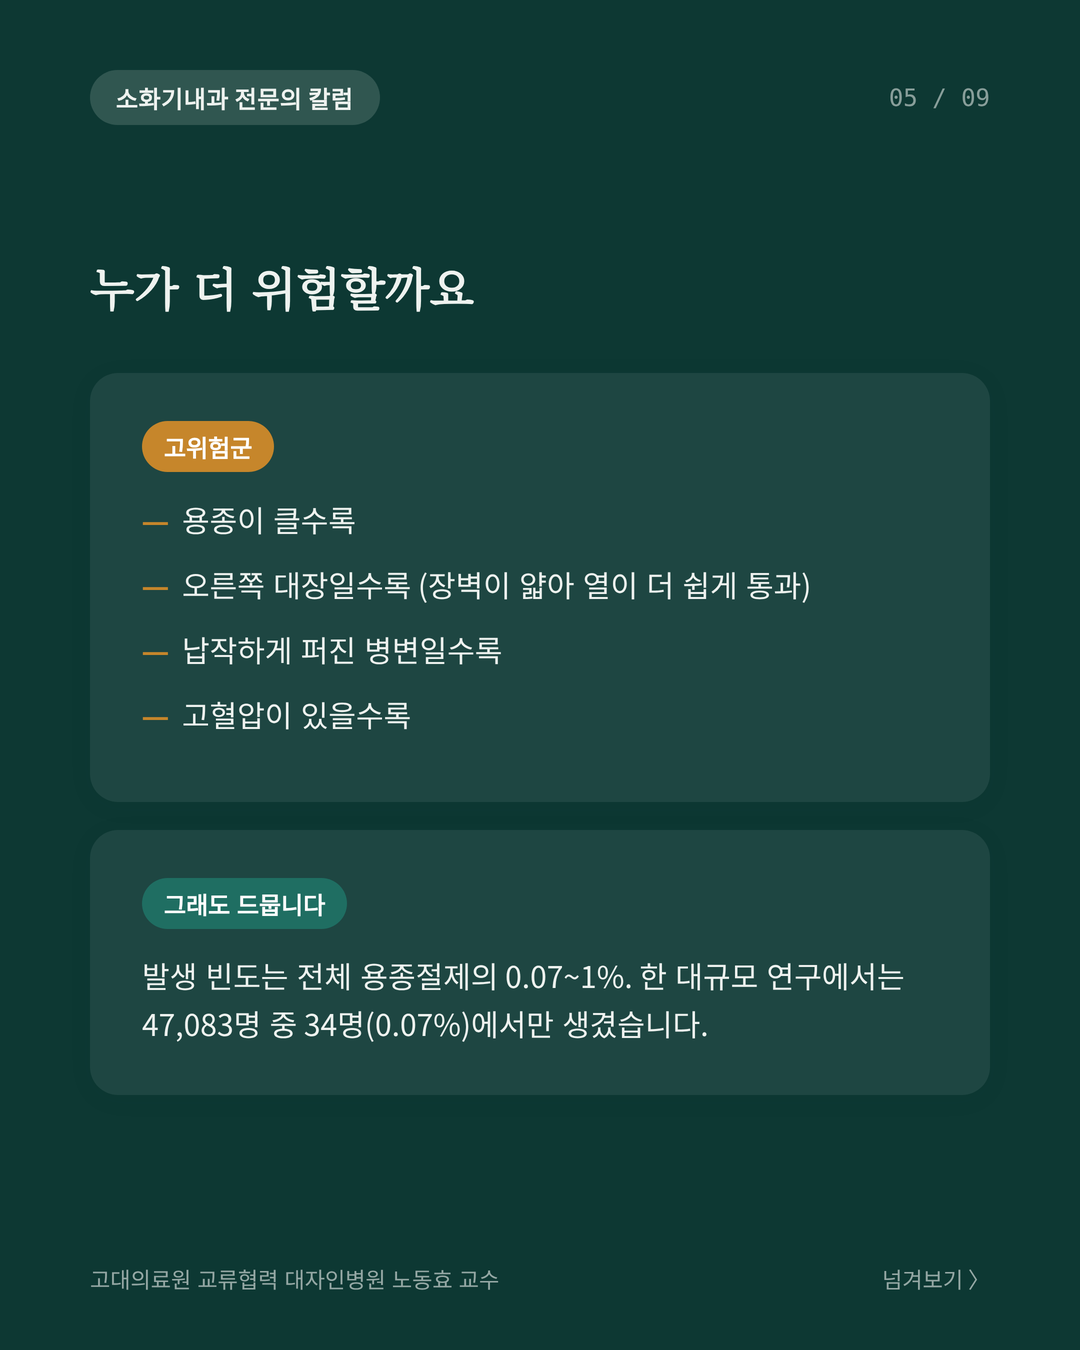 소화기내과 전문의 칼럼
05 / 09
누가 더 위험할까요
고위험군
— 용종이 클수록
— 오른쪽 대장일수록 (장벽이 얇아 열이 더 쉽게 통과)
— 납작하게 퍼진 병변일수록
— 고혈압이 있을수록
그래도 드뭅니다
발생 빈도는 전체 용종절제의 0.07~1%. 한 대규모 연구에서는
47,083명 중 34명(0.07%)에서만 생겼습니다.
고대의료원 교류협력 대자인병원 노동효 교수
넘겨보기 〉